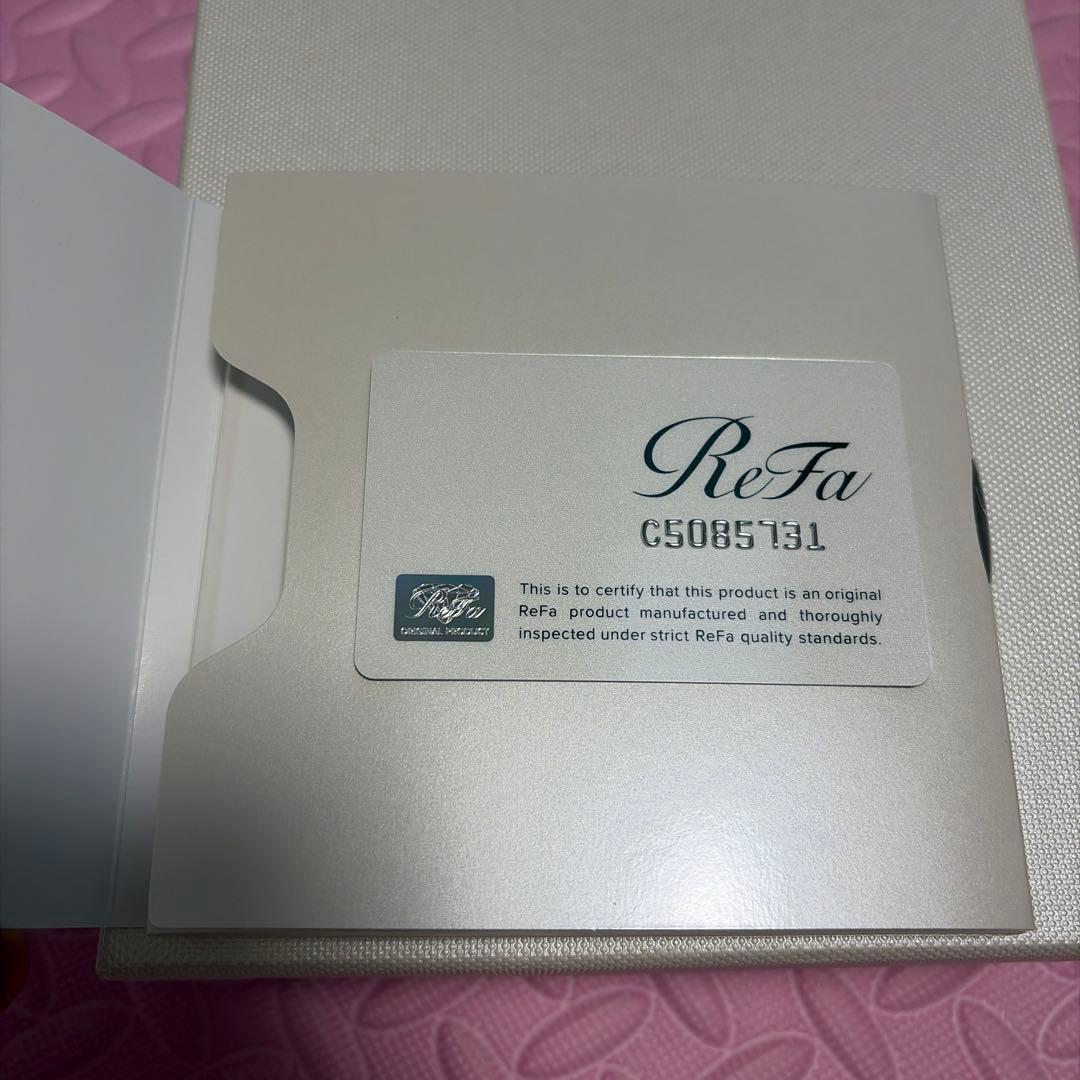 ReFa
C5085731
This is to certify that this product is an original
ReFa product manufactured and thoroughly
inspected under strict ReFa quality standards.
ReFa
ORIGINAL PRODUCT